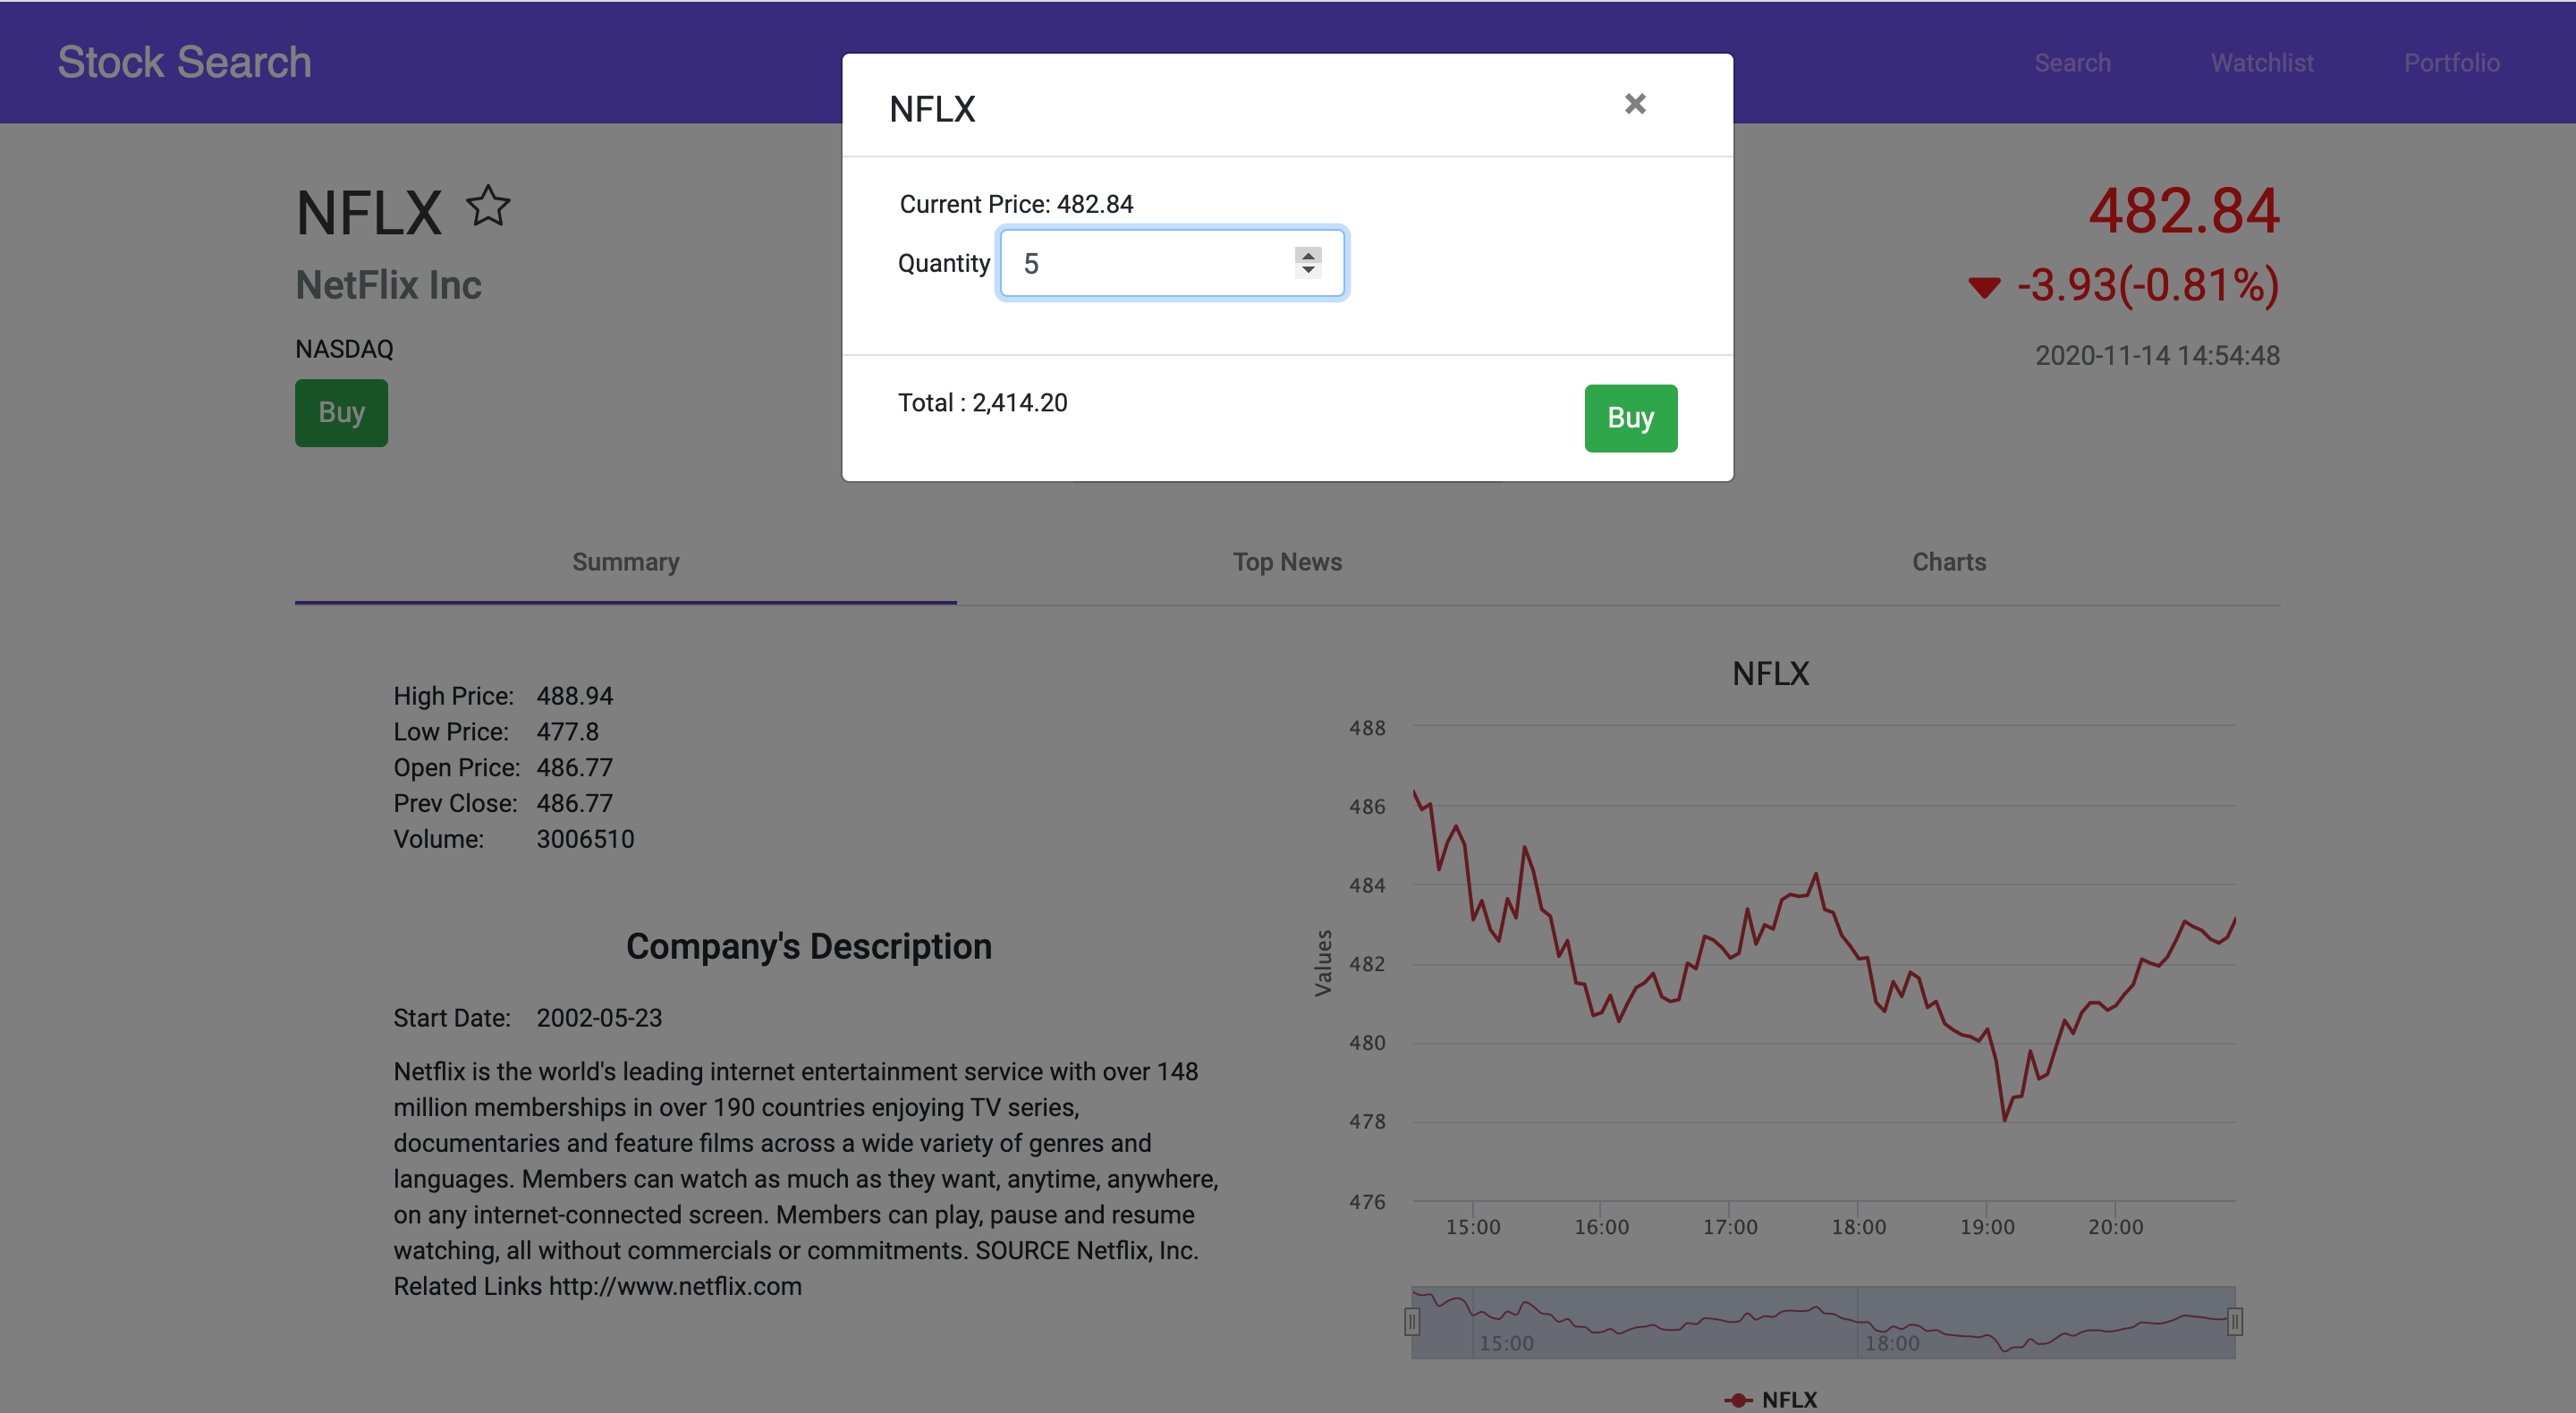 Stock Search
Search Watchlist Portfolio
NFLX
Current Price: 482.84
Quantity 5
Total : 2,414.20
Buy
NFLX
NetFlix Inc
NASDAQ
Buy
482.84
-3.93(-0.81%)
2020-11-14 14:54:48
Summary Top News Charts
High Price: 488.94
Low Price: 477.8
Open Price: 486.77
Prev Close: 486.77
Volume: 3006510
Company's Description
Start Date: 2002-05-23
Netflix is the world's leading internet entertainment service with over 148
million memberships in over 190 countries enjoying TV series,
documentaries and feature films across a wide variety of genres and
languages. Members can watch as much as they want, anytime, anywhere,
on any internet-connected screen. Members can play, pause and resume
watching, all without commercials or commitments. SOURCE Netflix, Inc.
Related Links http://www.netflix.com
NFLX
488
486
484
482
480
478
476
Values
15:00 16:00 17:00 18:00 19:00 20:00
15:00 18:00
NFLX